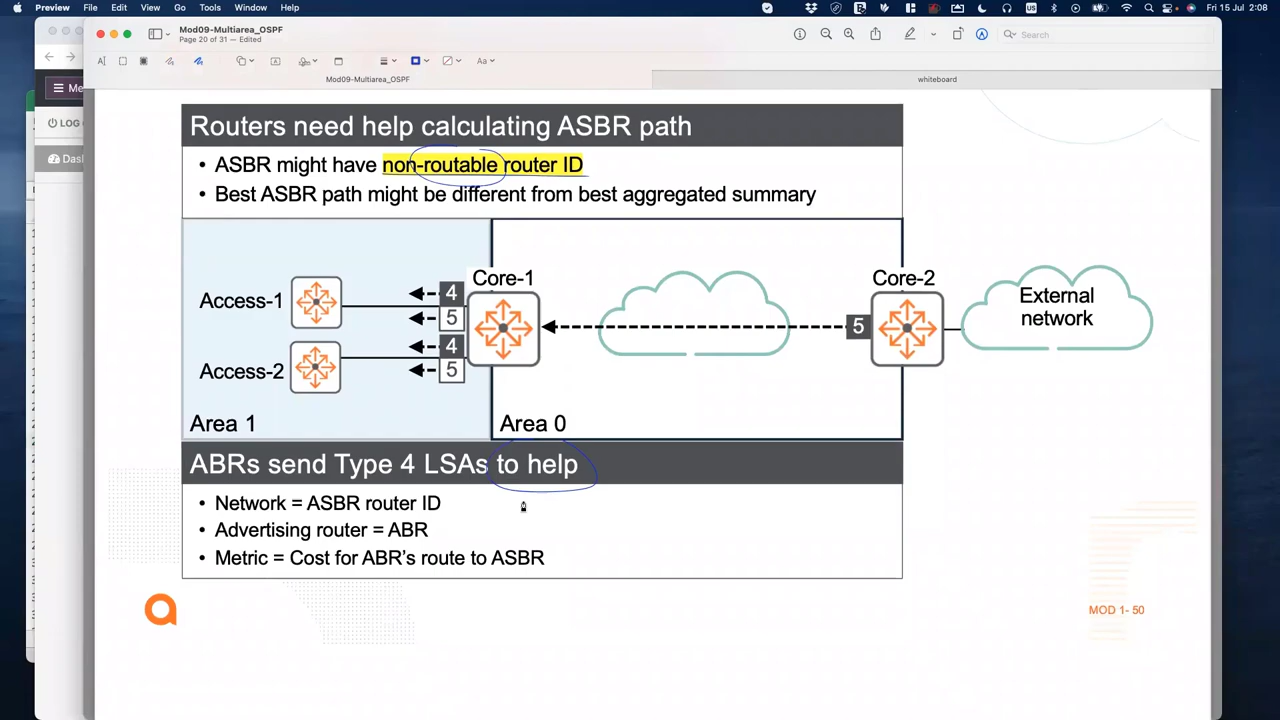 Preview File Edit View Go Tools Window Help
Fri 15 Jul 2:08
Mod09-Multiarea_OSPF
Page 20 of 31 — Edited
Search
Mod09-Multiarea_OSPF
whiteboard
Me
LOG
Dash
Routers need help calculating ASBR path
• ASBR might have non-routable router ID
• Best ASBR path might be different from best aggregated summary
Core-1
Core-2
Access-1
4
5
External
network
5
4
Access-2
5
Area 1
Area 0
ABRs send Type 4 LSAs to help
• Network = ASBR router ID
• Advertising router = ABR
• Metric = Cost for ABR's route to ASBR
MOD 1- 50